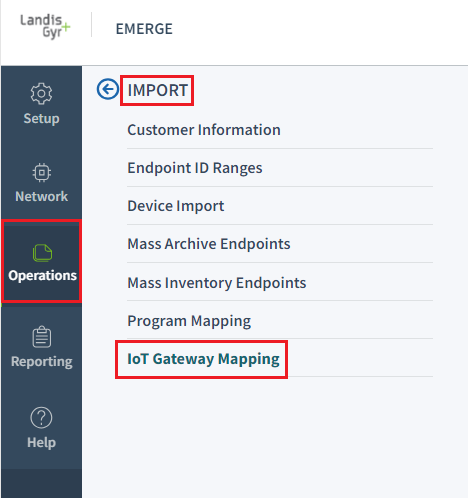 Landis
Gyr+
EMERGE
Setup
Network
Operations
Reporting
Help
IMPORT
Customer Information
Endpoint ID Ranges
Device Import
Mass Archive Endpoints
Mass Inventory Endpoints
Program Mapping
IoT Gateway Mapping